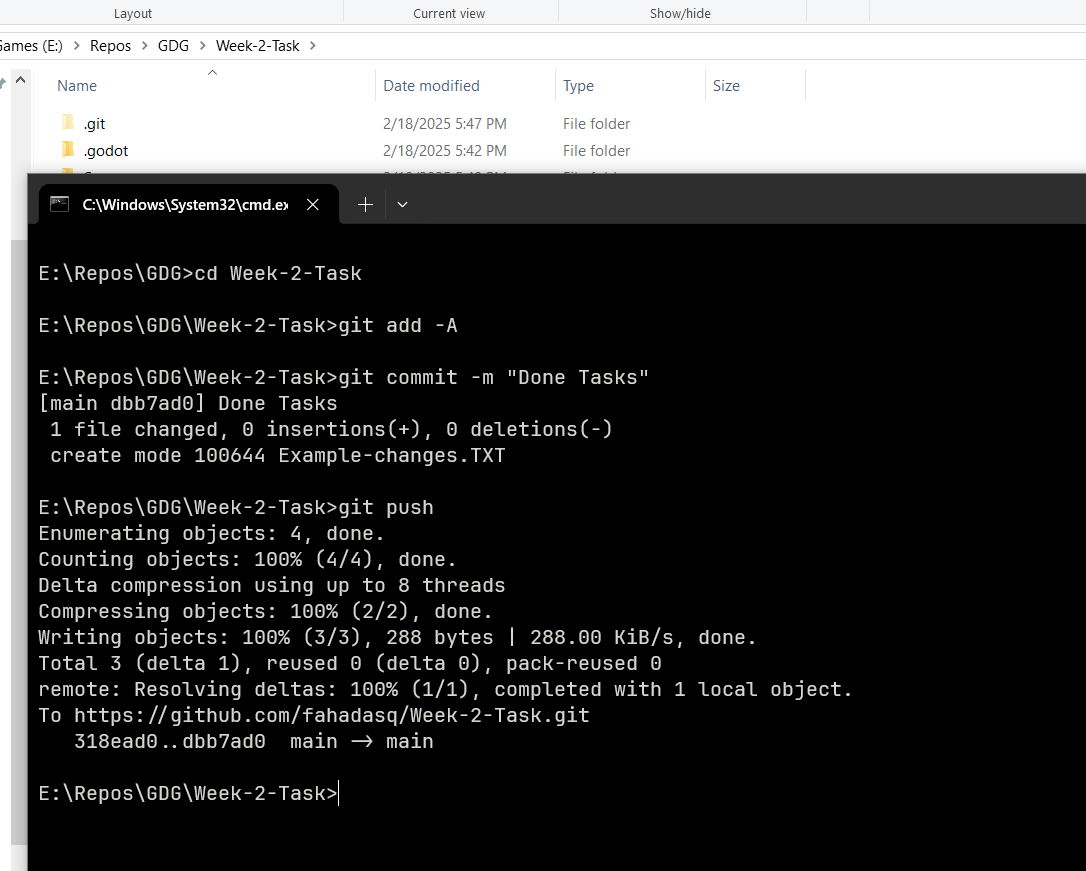 Layout Current view Show/hide
Games (E:) > Repos > GDG > Week-2-Task >
Name Date modified Type Size
.git 2/18/2025 5:47 PM File folder
.godot 2/18/2025 5:42 PM File folder
C:\Windows\System32\cmd.ex
E:\Repos\GDG>cd Week-2-Task
E:\Repos\GDG\Week-2-Task>git add -A
E:\Repos\GDG\Week-2-Task>git commit -m "Done Tasks"
[main dbb7ad0] Done Tasks
1 file changed, 0 insertions(+), 0 deletions(-)
create mode 100644 Example-changes.TXT
E:\Repos\GDG\Week-2-Task>git push
Enumerating objects: 4, done.
Counting objects: 100% (4/4), done.
Delta compression using up to 8 threads
Compressing objects: 100% (2/2), done.
Writing objects: 100% (3/3), 288 bytes | 288.00 KiB/s, done.
Total 3 (delta 1), reused 0 (delta 0), pack-reused 0
remote: Resolving deltas: 100% (1/1), completed with 1 local object.
To https://github.com/fahadasq/Week-2-Task.git
318ead0..dbb7ad0 main -> main
E:\Repos\GDG\Week-2-Task>